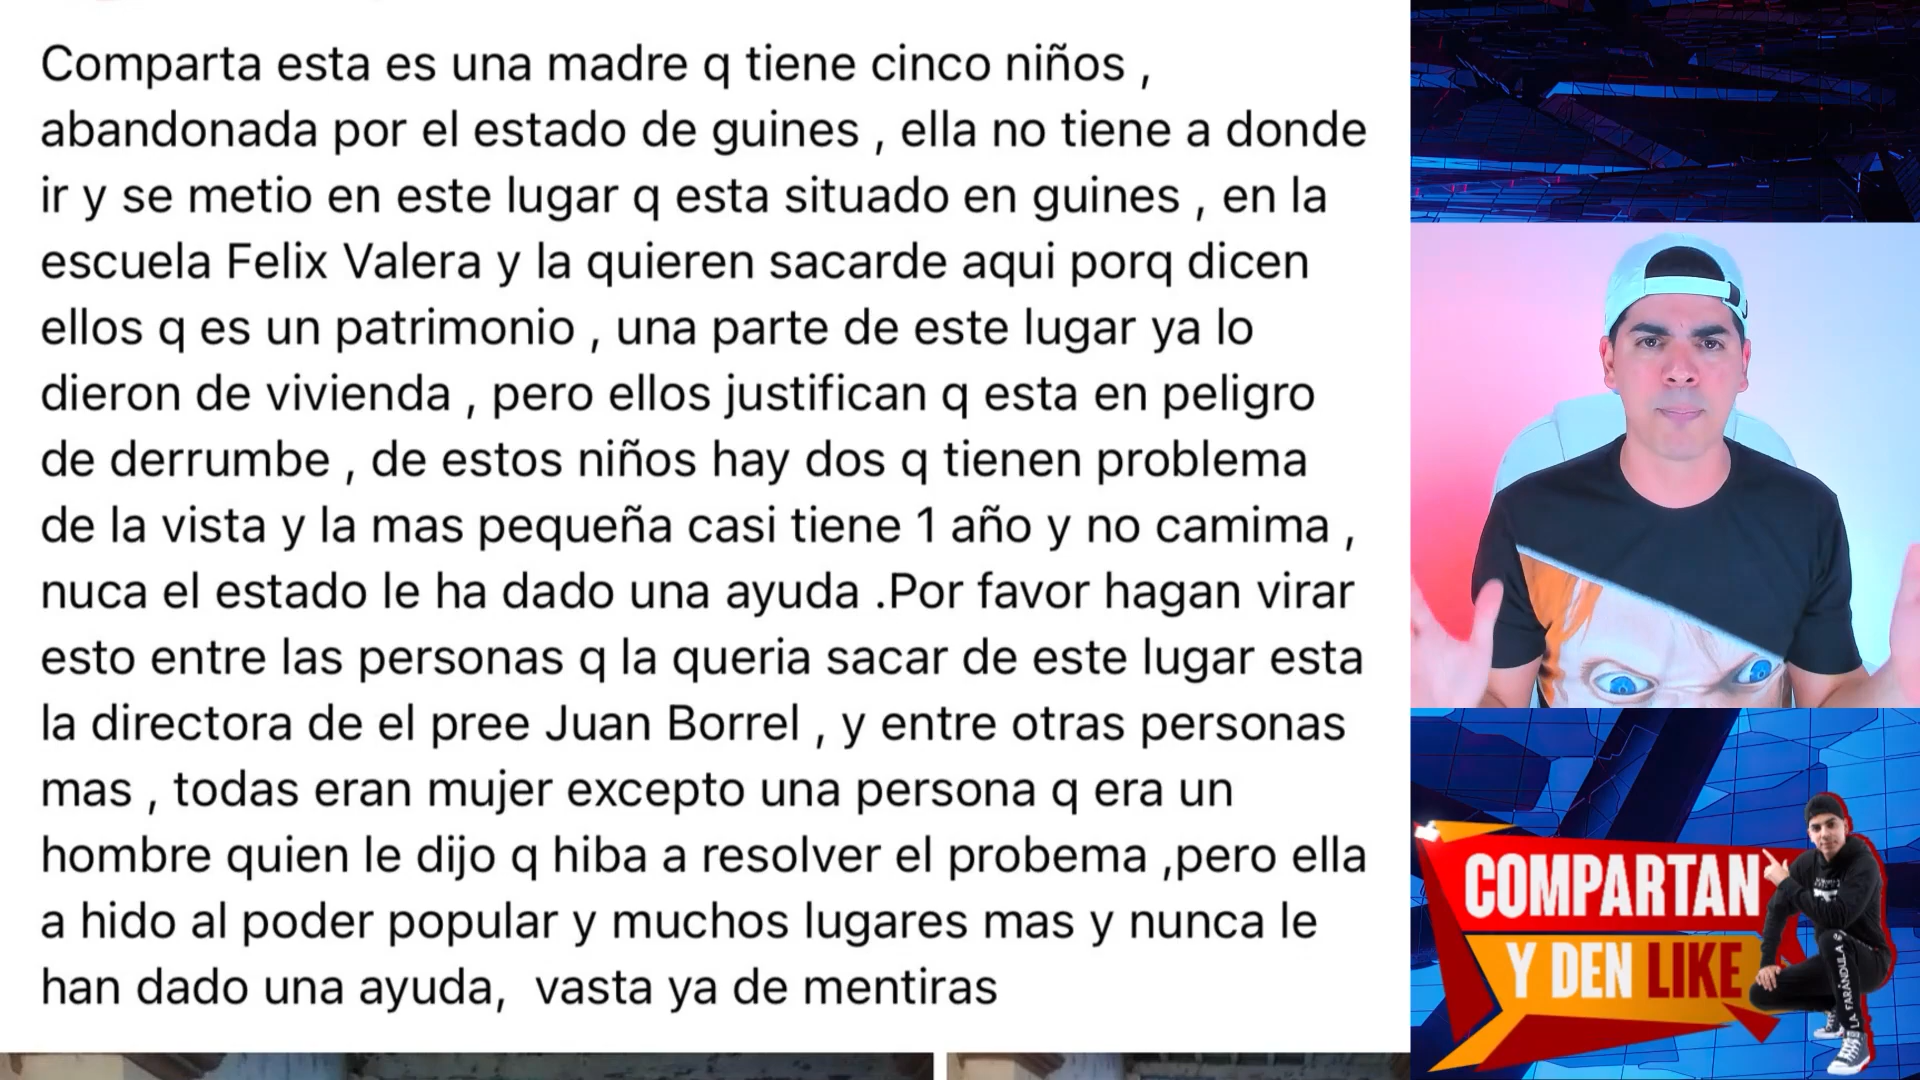 Comparta esta es una madre q tiene cinco niños ,
abandonada por el estado de guines , ella no tiene a donde
ir y se metio en este lugar q esta situado en guines , en la
escuela Felix Valera y la quieren sacarde aqui porq dicen
ellos q es un patrimonio , una parte de este lugar ya lo
dieron de vivienda , pero ellos justifican q esta en peligro
de derrumbe , de estos niños hay dos q tienen problema
de la vista y la mas pequeña casi tiene 1 año y no camima ,
nuca el estado le ha dado una ayuda .Por favor hagan virar
esto entre las personas q la queria sacar de este lugar esta
la directora de el pree Juan Borrel , y entre otras personas
mas , todas eran mujer excepto una persona q era un
hombre quien le dijo q hiba a resolver el probema ,pero ella
a hido al poder popular y muchos lugares mas y nunca le
han dado una ayuda,  vasta ya de mentiras
COMPARTAN
Y DEN LIKE
LA FARÁNDULA